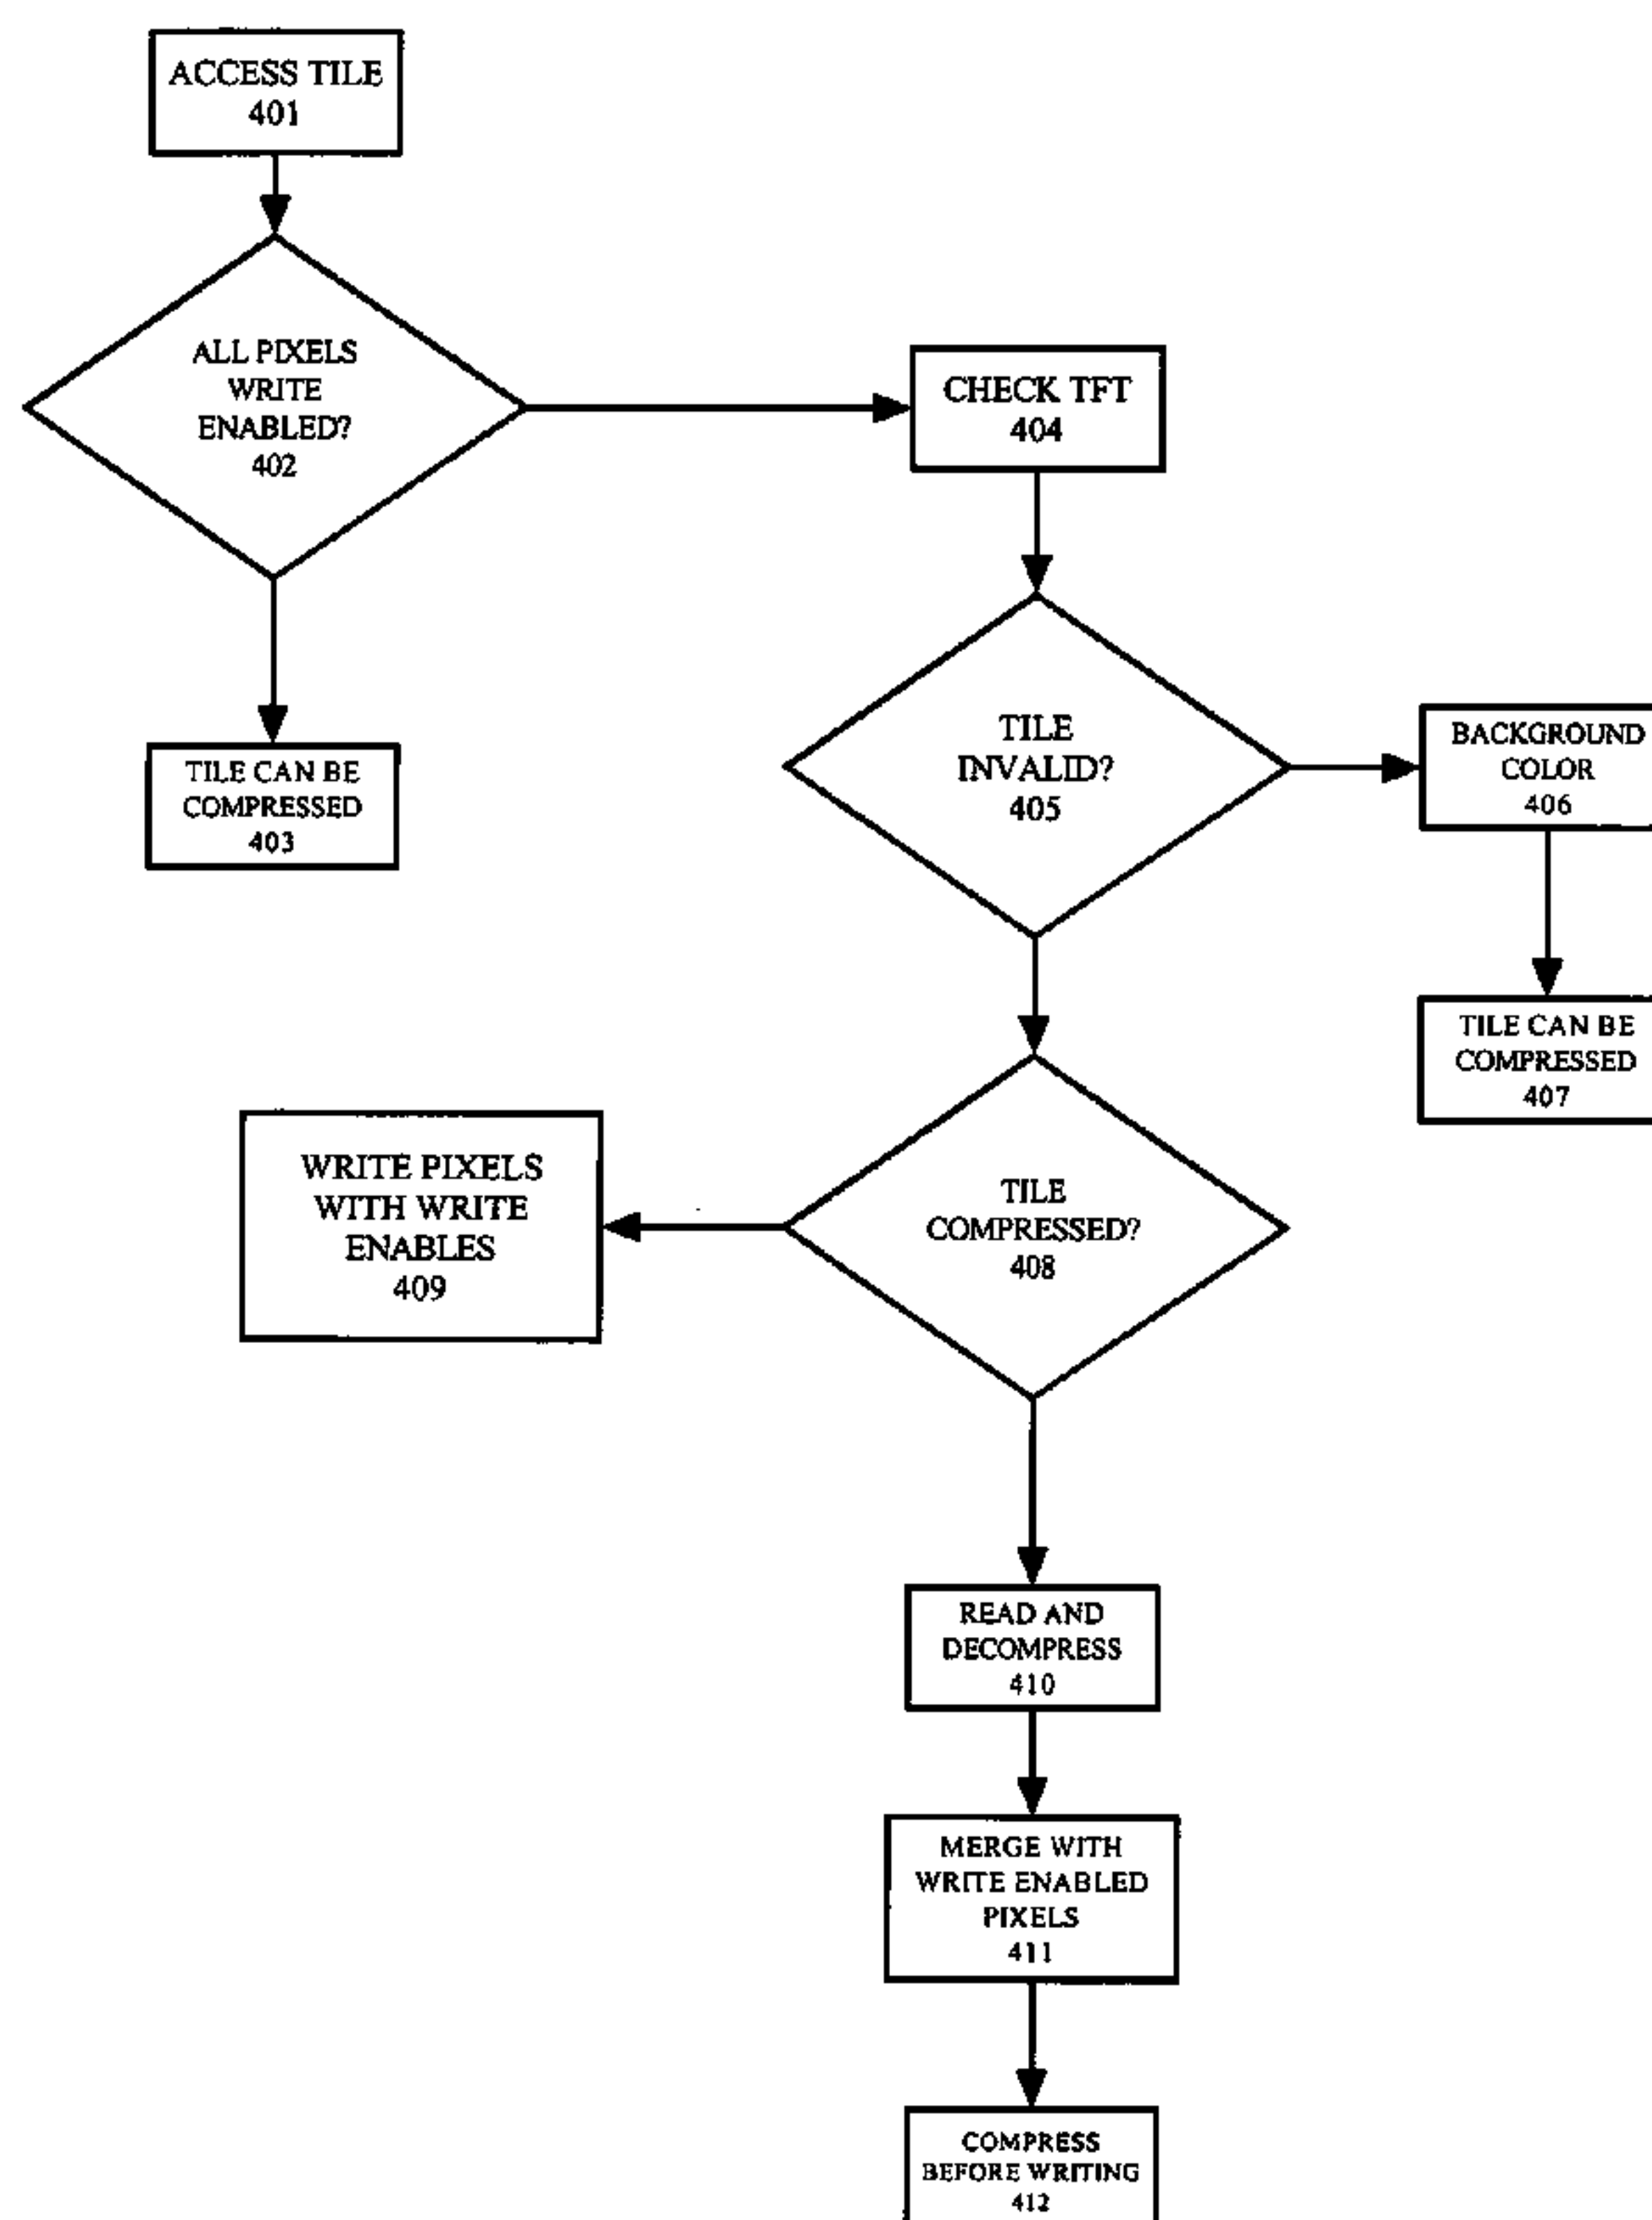 ACCESS TILE
401
ALL PIXELS
WRITE
ENABLED?
402
CHECK TFT
404
TILE CAN BE
COMPRESSED
403
TILE
INVALID?
405
BACKGROUND
COLOR
406
TILE CAN BE
COMPRESSED
407
WRITE PIXELS
WITH WRITE
ENABLES
409
TILE
COMPRESSED?
408
READ AND
DECOMPRESS
410
MERGE WITH
WRITE ENABLED
PIXELS
411
COMPRESS
BEFORE WRITING
412